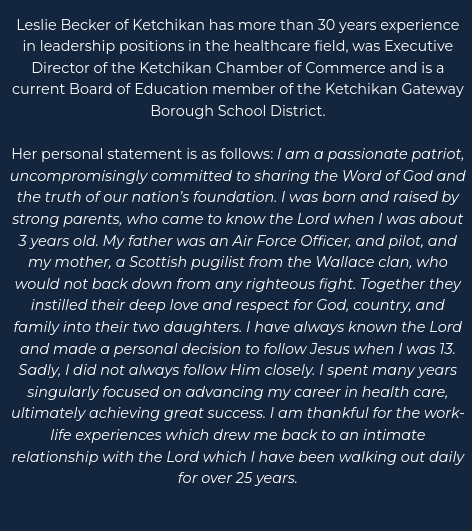 Leslie Becker of Ketchikan has more than 30 years experience
in leadership positions in the healthcare field, was Executive
Director of the Ketchikan Chamber of Commerce and is a
current Board of Education member of the Ketchikan Gateway
Borough School District.
Her personal statement is as follows: I am a passionate patriot,
uncompromisingly committed to sharing the Word of God and
the truth of our nation's foundation. I was born and raised by
strong parents, who came to know the Lord when I was about
3 years old. My father was an Air Force Officer, and pilot, and
my mother, a Scottish pugilist from the Wallace clan, who
would not back down from any righteous fight. Together they
instilled their deep love and respect for God, country, and
family into their two daughters. I have always known the Lord
and made a personal decision to follow Jesus when I was 13.
Sadly, I did not always follow Him closely. I spent many years
singularly focused on advancing my career in health care,
ultimately achieving great success. I am thankful for the work-
life experiences which drew me back to an intimate
relationship with the Lord which I have been walking out daily
for over 25 years.